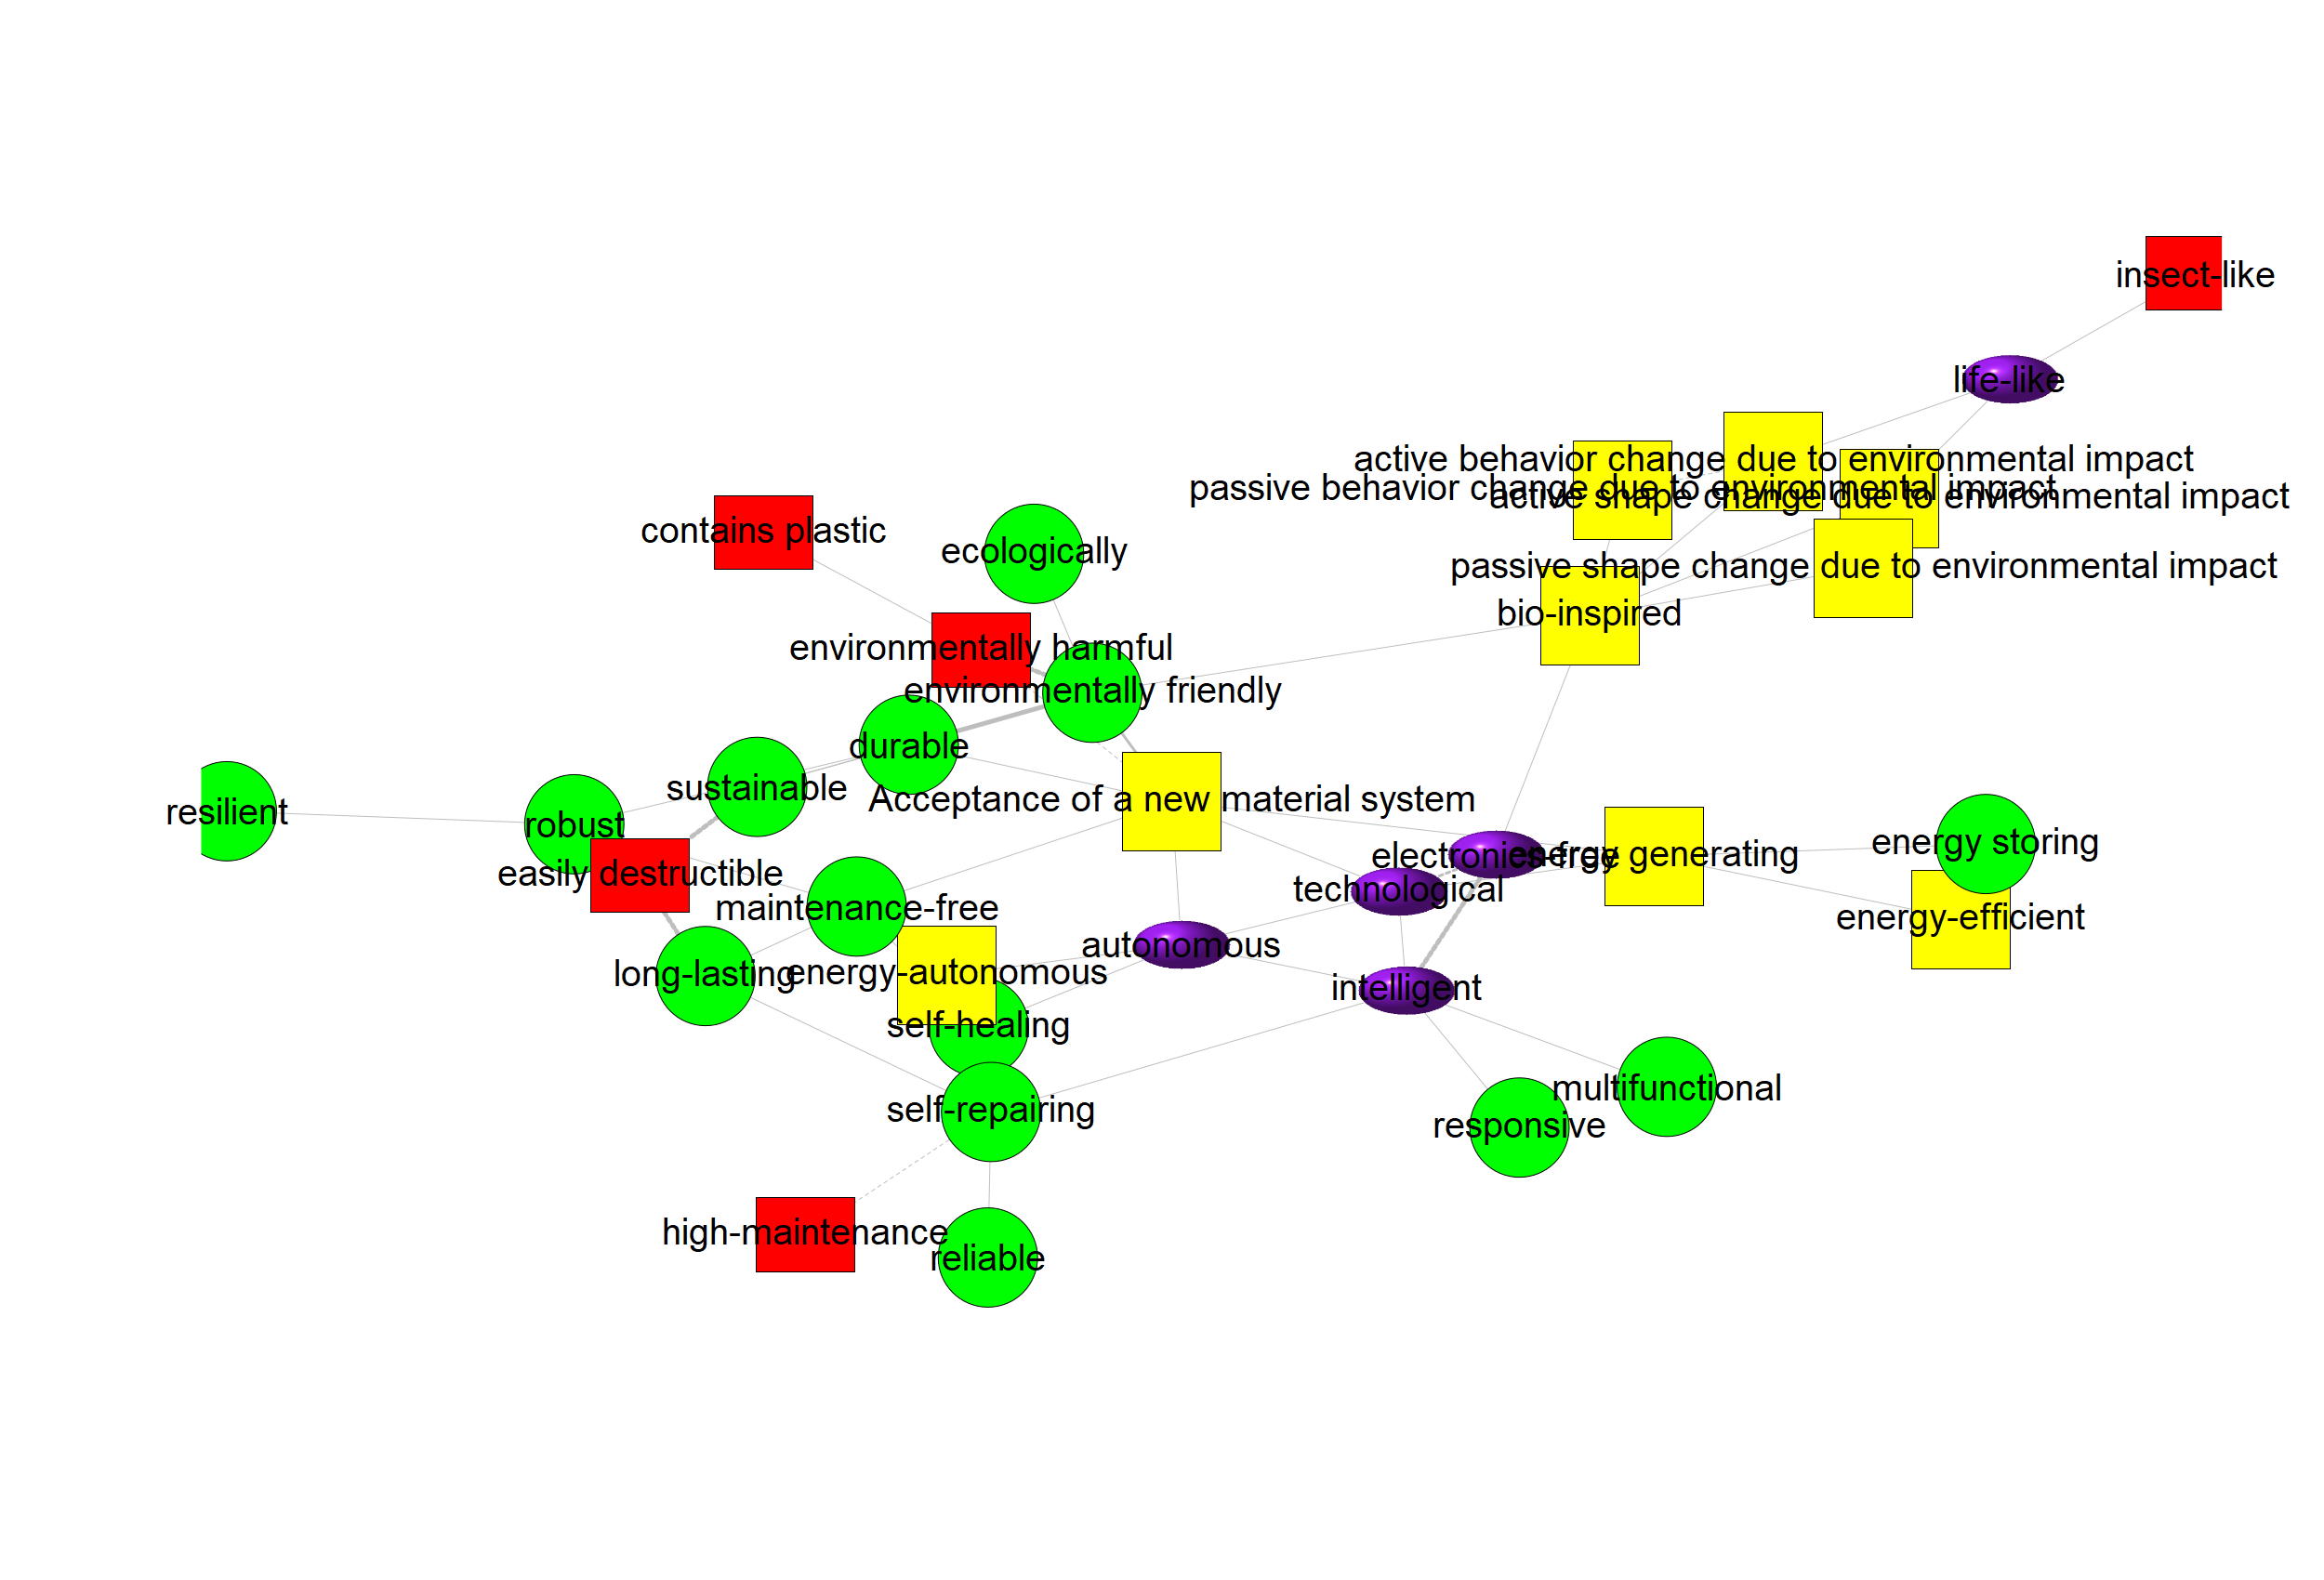 insect-like
life-like
active behavior change due to environmental impact
passive behavior change due to environmental impact
active shape change due to environmental impact
contains plastic
ecologically
passive shape change due to environmental impact
bio-inspired
environmentally harmful
environmentally friendly
durable
sustainable
Acceptance of a new material system
resilient
robust
energy storing
electronics-free
energy generating
easily destructible
technological
maintenance-free
energy-efficient
autonomous
long-lasting
energy-autonomous
intelligent
self-healing
multifunctional
self-repairing
responsive
high-maintenance
reliable